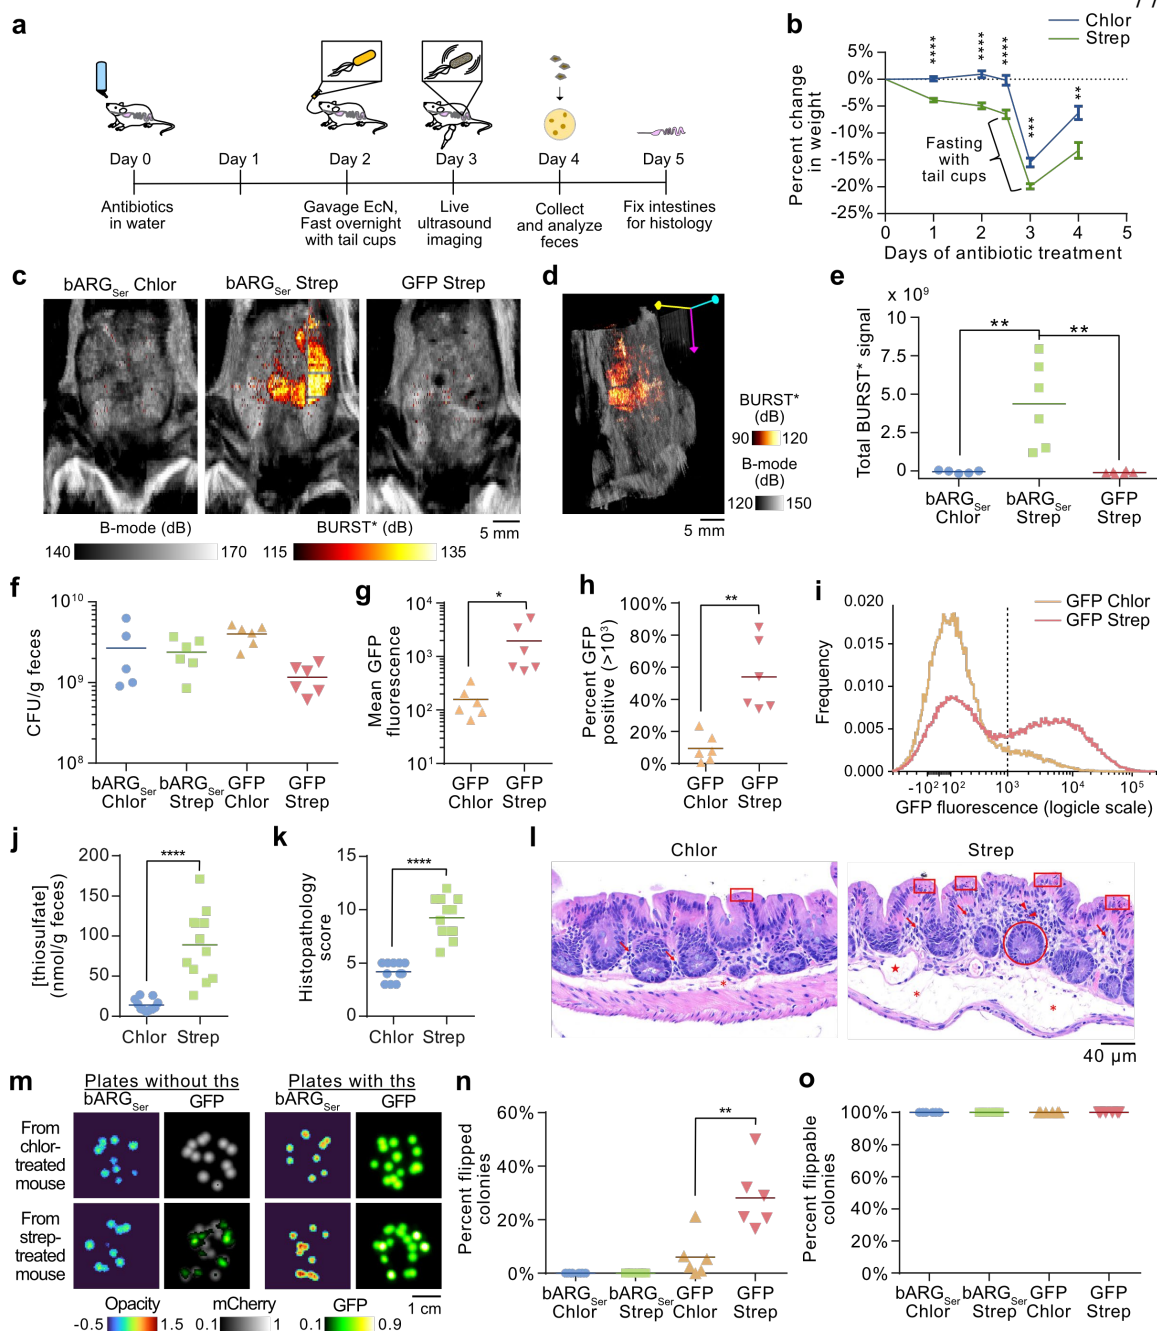 a
Day 0
Day 1
Day 2
Day 3
Day 4
Day 5
Antibiotics
in water
Gavage EcN,
Fast overnight
with tail cups
Live
ultrasound
imaging
Collect
and analyze
feces
Fix intestines
for histology
b
Chlor
Strep
Percent change
in weight
5%
0%
-5%
-10%
-15%
-20%
-25%
****
****
****
***
**
Fasting
with
tail cups
0 1 2 3 4 5
Days of antibiotic treatment
c
bARGSer Chlor
bARGSer Strep
GFP Strep
B-mode (dB)
140 170
BURST* (dB)
115 135
5 mm
d
BURST*
(dB)
90 120
B-mode
(dB)
120 150
5 mm
e
x 10⁹
Total BURST* signal
10
7.5
5.0
2.5
0
** **
bARGSer
Chlor
bARGSer
Strep
GFP
Strep
f
CFU/g feces
10¹⁰
10⁹
10⁸
bARGSer
Chlor
bARGSer
Strep
GFP
Chlor
GFP
Strep
g
Mean GFP
fluorescence
10⁴
10³
10²
10¹
*
GFP
Chlor
GFP
Strep
h
Percent GFP
positive (>10³)
100%
80%
60%
40%
20%
0%
**
GFP
Chlor
GFP
Strep
i
GFP Chlor
GFP Strep
Frequency
0.020
0.015
0.010
0.005
0.000
-10² 10² 10³ 10⁴ 10⁵
GFP fluorescence (logicle scale)
j
[thiosulfate]
(nmol/g feces)
200
150
100
50
0
****
Chlor Strep
k
Histopathology
score
15
10
5
0
****
Chlor Strep
l
Chlor
Strep
*
*
*
40 µm
m
Plates without ths
Plates with ths
bARGSer
GFP
bARGSer
GFP
From
chlor-
treated
mouse
From
strep-
treated
mouse
1 cm
Opacity
-0.5 1.5
mCherry
0.1 1
GFP
0.1 0.9
n
Percent flipped
colonies
60%
40%
20%
0%
**
bARGSer
Chlor
bARGSer
Strep
GFP
Chlor
GFP
Strep
o
Percent flippable
colonies
100%
80%
60%
40%
20%
0%
bARGSer
Chlor
bARGSer
Strep
GFP
Chlor
GFP
Strep